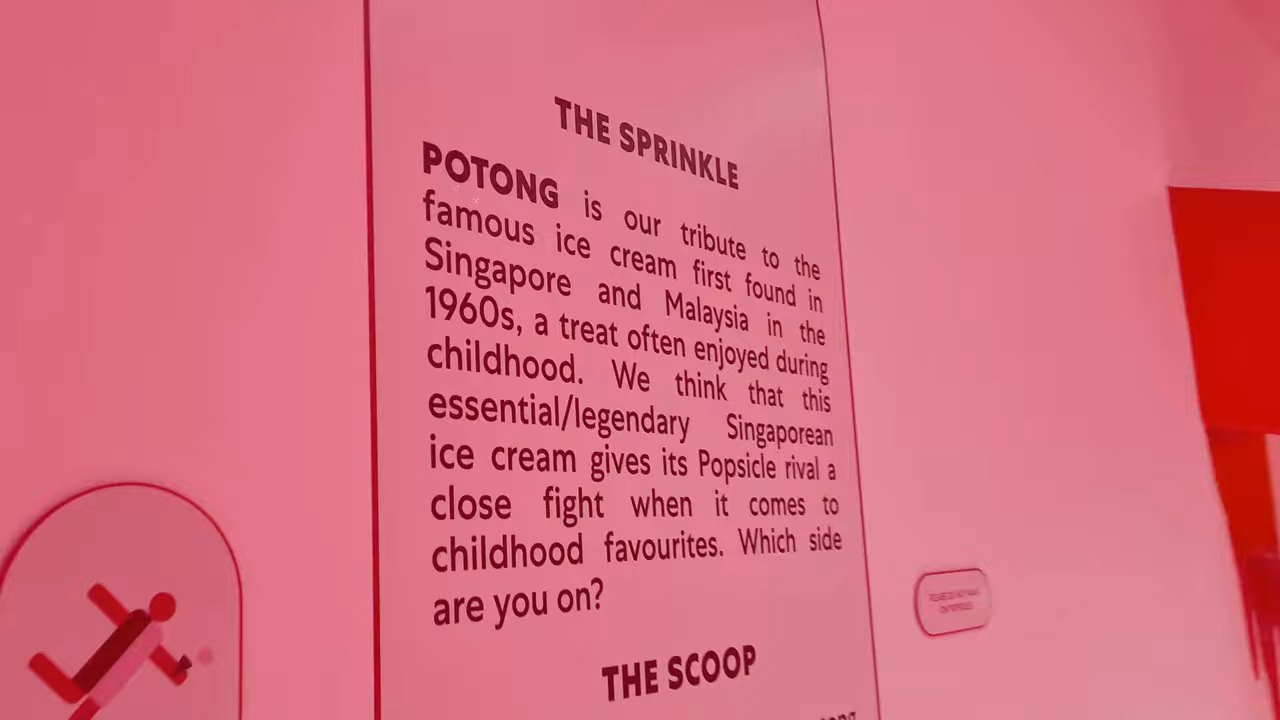 THE SPRINKLE
POTONG is our tribute to the
famous ice cream first found in
Singapore and Malaysia in the
1960s, a treat often enjoyed during
childhood. We think that this
essential/legendary Singaporean
ice cream gives its Popsicle rival a
close fight when it comes to
childhood favourites. Which side
are you on?
THE SCOOP